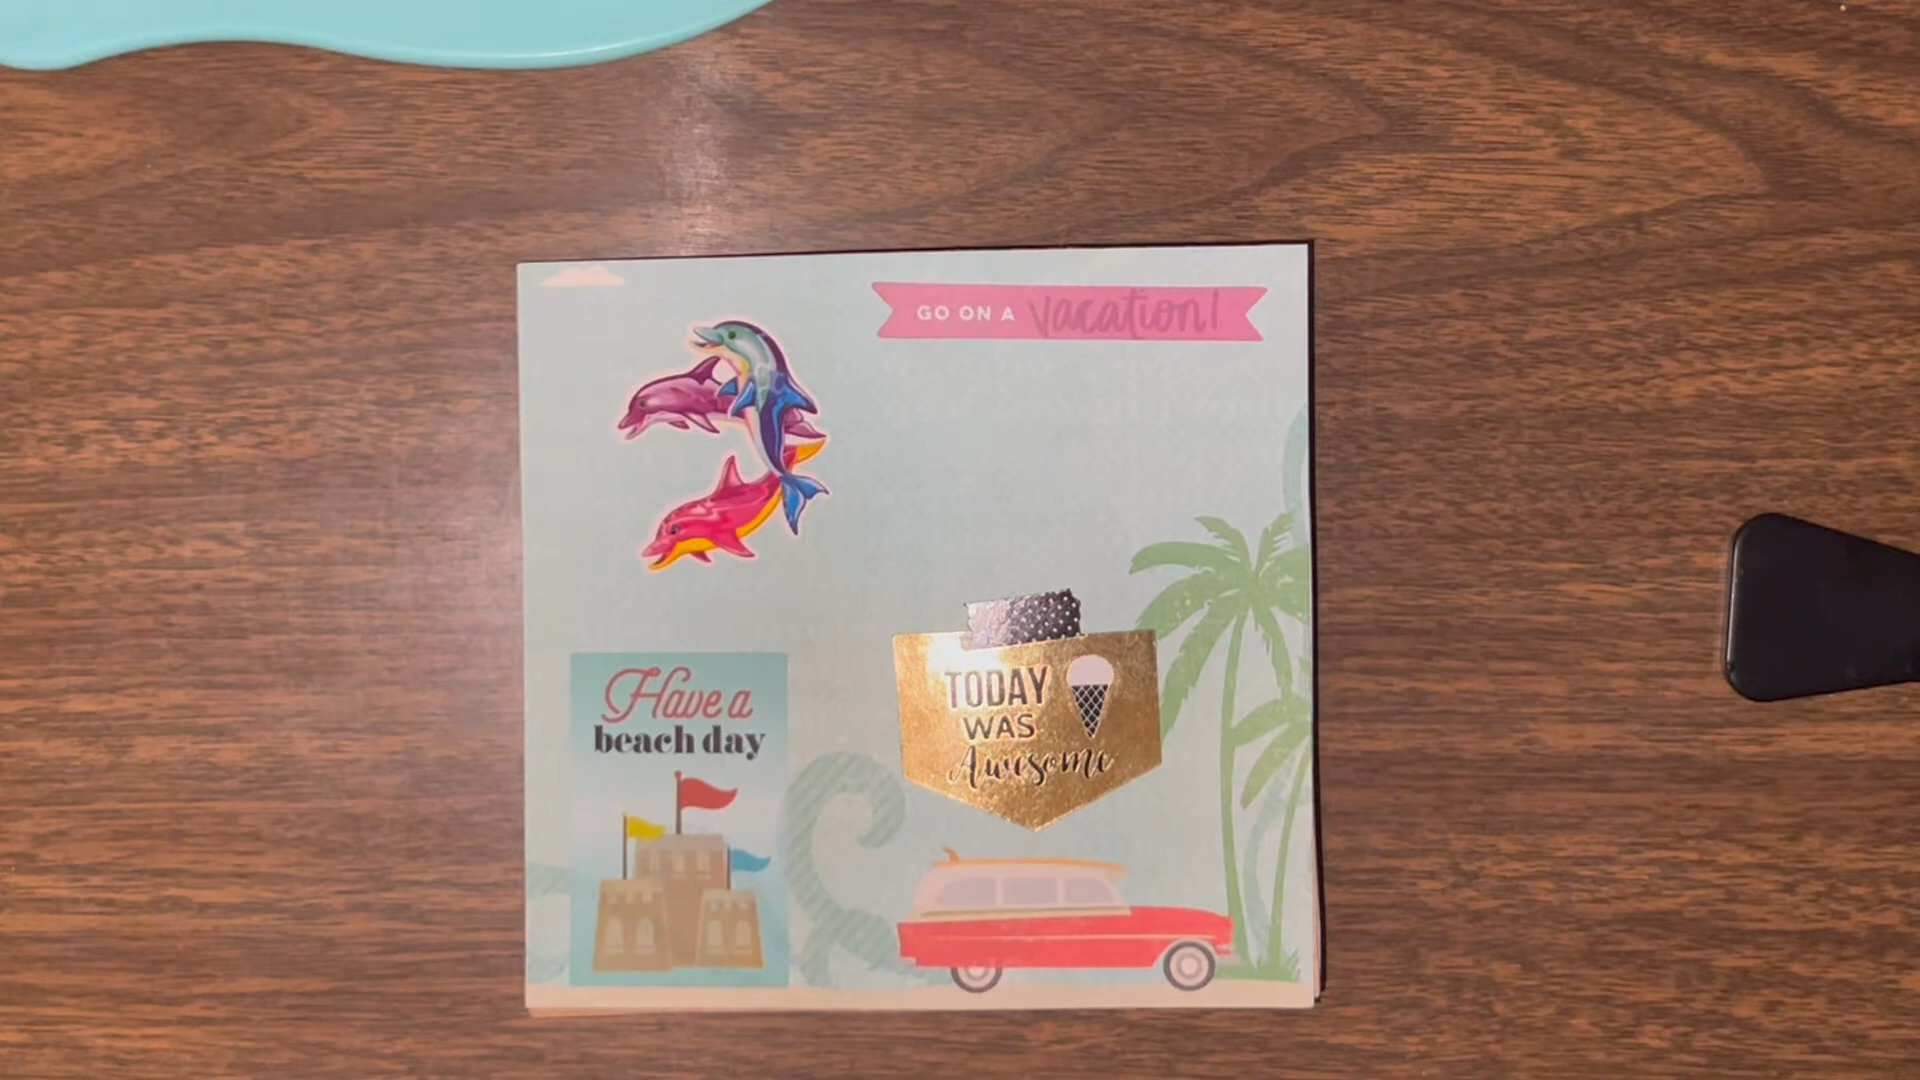 GO ON A vacation!
Have a
beach day
TODAY
WAS
Awesome